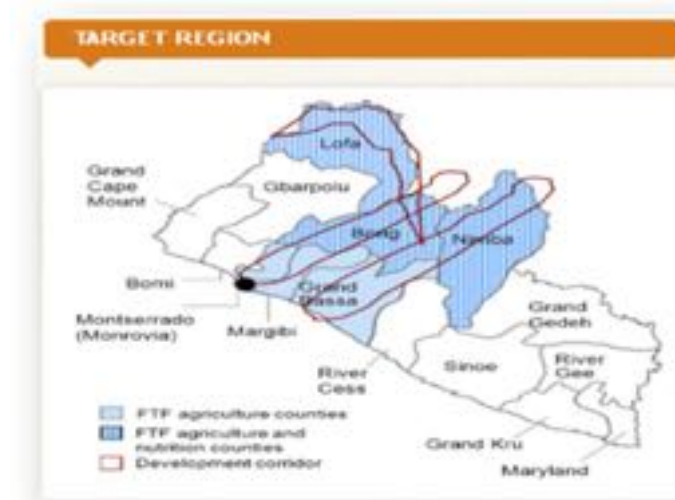 TARGET REGION
Lofa
Grand
Cape
Mount
Gbarpolu
Bong
Nimba
Bomi
Grand
Bassa
Montserrado
(Monrovia)
Margibi
Grand
Gedeh
River
Cess
Sinoe
River
Gee
FTF agriculture counties
FTF agriculture and
nutrition counties
Development corridor
Grand Kru
Maryland